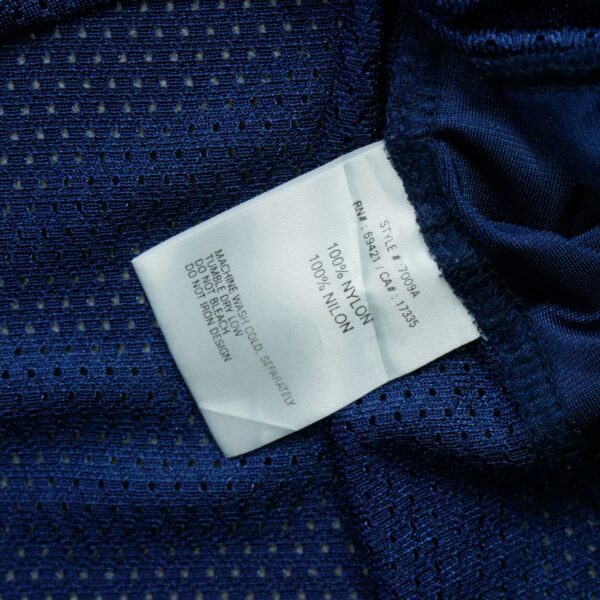 STYLE # : 7009A
RN# : 69421 / CA# : 17335
100% NYLON
100% NILON
MACHINE WASH COLD, SEPARATELY
TUMBLE DRY LOW
DO NOT BLEACH
DO NOT IRON DESIGN